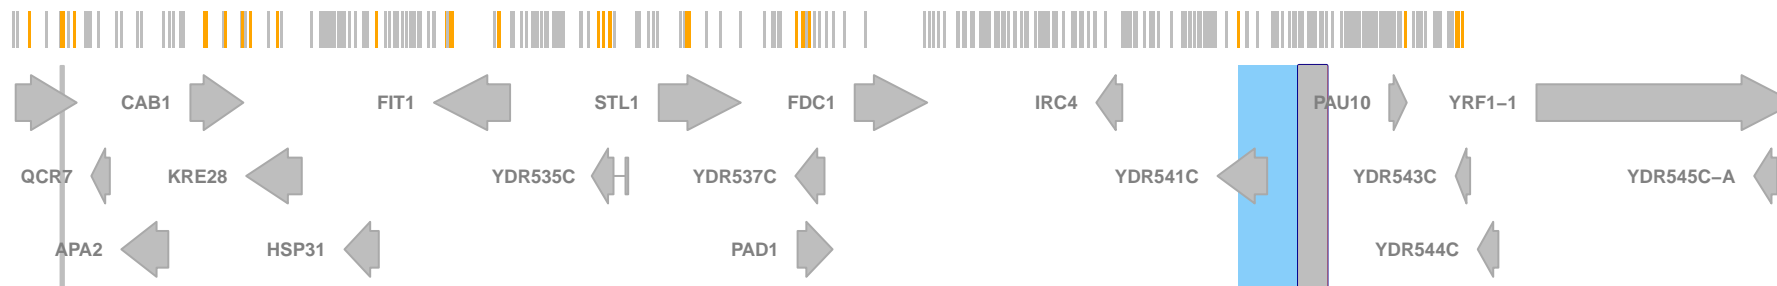 CAB1 FIT1 STL1 FDC1 IRC4 PAU10 YRF1−1
QCR7 KRE28 YDR535C YDR537C YDR541C YDR543C YDR545C−A
APA2 HSP31 PAD1 YDR544C